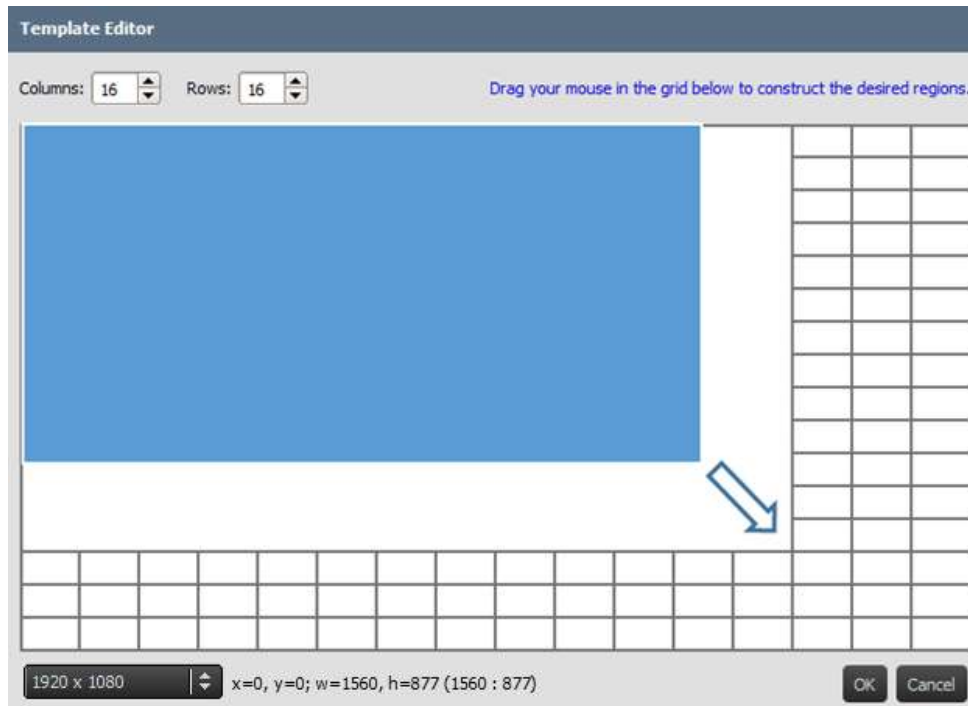 Template Editor
Columns: 16 Rows: 16 Drag your mouse in the grid below to construct the desired regions.
1920 x 1080 x=0, y=0; w=1560, h=877 (1560 : 877) OK Cancel